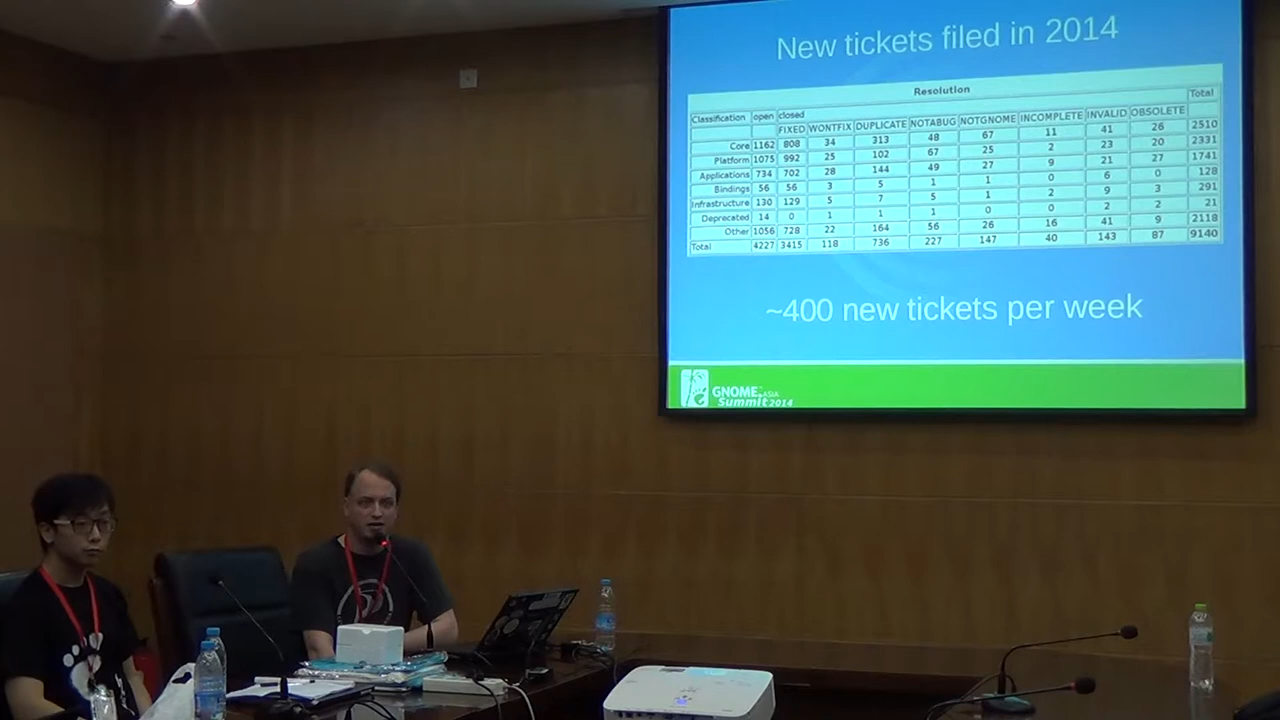 New tickets filed in 2014
Resolution Total
Classification open closed
FIXED WONTFIX DUPLICATE NOTABUG NOTGNOME INCOMPLETE INVALID OBSOLETE
Core 1162 808 34 313 48 67 11 41 26 2510
Platform 1075 992 25 102 67 25 2 23 20 2331
Applications 734 702 28 144 49 27 9 21 27 1741
Bindings 56 56 3 5 1 1 0 6 0 128
Infrastructure 130 129 5 7 5 1 2 9 3 291
Deprecated 14 0 1 1 1 0 0 2 2 21
Other 1056 728 22 164 56 26 16 41 9 2118
Total 4227 3415 118 736 227 147 40 143 87 9140
~400 new tickets per week
GNOME™.ASIA
Summit 2014